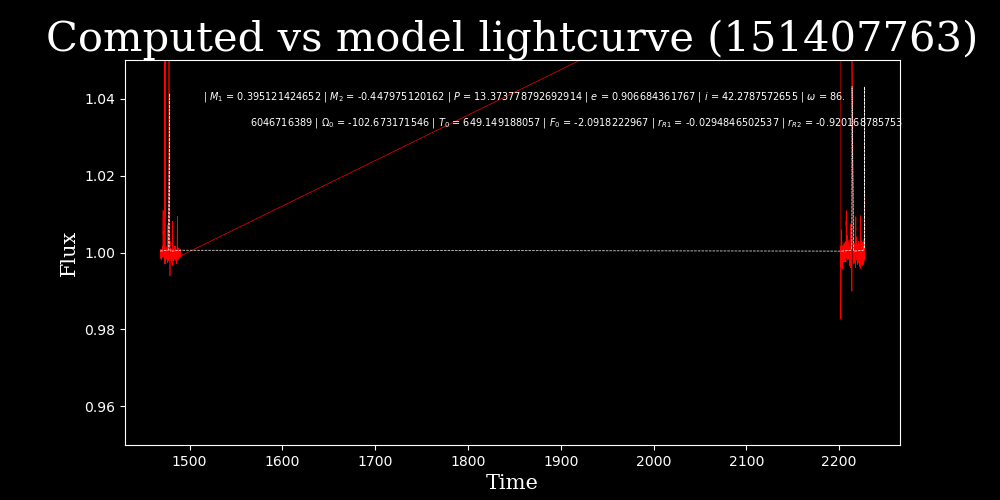 Computed vs model lightcurve (151407763)
| M₁ = 0.395121424652 | M₂ = -0.447975120162 | P = 13.373778792692914 | e = 0.906684361767 | i = 42.2787572655 | ω = 86.
6046716389 | Ω₀ = -102.673171546 | T₀ = 649.149188057 | F₀ = -2.0918222967 | r_R1 = -0.0294846502537 | r_R2 = -0.920168785753
1.04
1.02
1.00
0.98
0.96
Flux
1500 1600 1700 1800 1900 2000 2100 2200
Time